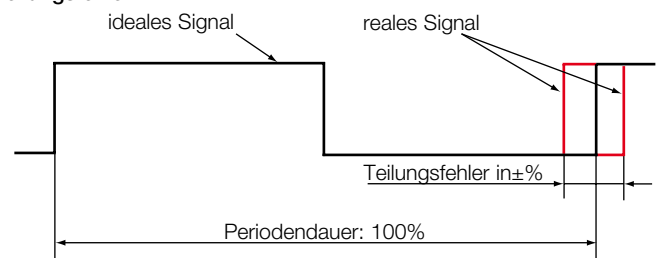 ideales Signal
reales Signal
Teilungsfehler in±%
Periodendauer: 100%